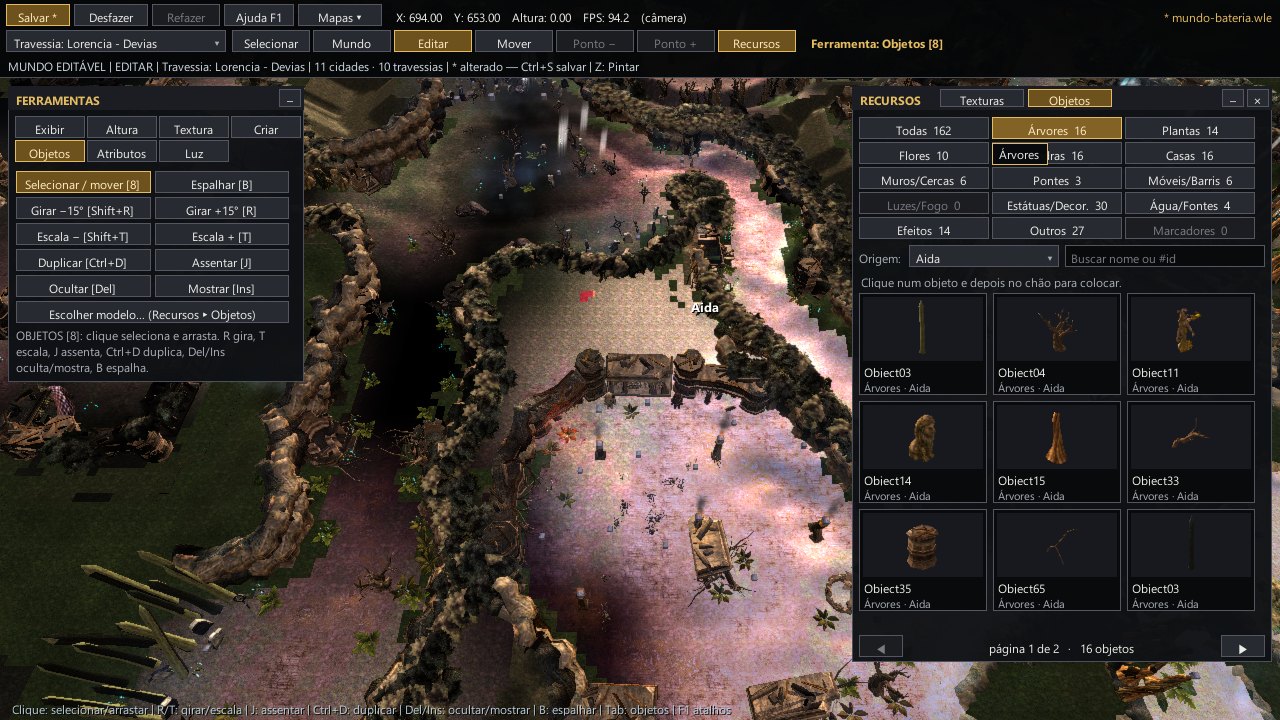 Salvar * Desfazer Refazer Ajuda F1 Mapas ▾ X: 694.00 Y: 653.00 Altura: 0.00 FPS: 94.2 (câmera) * mundo-bateria.wle
Travessia: Lorencia - Devias ▾ Selecionar Mundo Editar Mover Ponto − Ponto + Recursos Ferramenta: Objetos [8]
MUNDO EDITÁVEL | EDITAR | Travessia: Lorencia - Devias | 11 cidades · 10 travessias | * alterado — Ctrl+S salvar | Z: Pintar
FERRAMENTAS –
Exibir Altura Textura Criar
Objetos Atributos Luz
Selecionar / mover [8] Espalhar [B]
Girar −15° [Shift+R] Girar +15° [R]
Escala − [Shift+T] Escala + [T]
Duplicar [Ctrl+D] Assentar [J]
Ocultar [Del] Mostrar [Ins]
Escolher modelo... (Recursos ▸ Objetos)
OBJETOS [8]: clique seleciona e arrasta. R gira, T
escala, J assenta, Ctrl+D duplica, Del/Ins
oculta/mostra, B espalha.
Aida
RECURSOS Texturas Objetos – ×
Todas 162 Árvores 16 Plantas 14
Flores 10 Árvores 16 Casas 16
Muros/Cercas 6 Pontes 3 Móveis/Barris 6
Luzes/Fogo 0 Estátuas/Decor. 30 Água/Fontes 4
Efeitos 14 Outros 27 Marcadores 0
Origem: Aida ▾ Buscar nome ou #id
Clique num objeto e depois no chão para colocar.
Object03 Object04 Object11
Árvores · Aida Árvores · Aida Árvores · Aida
Object14 Object15 Object33
Árvores · Aida Árvores · Aida Árvores · Aida
Object35 Object65 Object03
Árvores · Aida Árvores · Aida Árvores · Aida
◀ página 1 de 2 · 16 objetos ▶
Clique: selecionar/arrastar | R/T: girar/escala | J: assentar | Ctrl+D: duplicar | Del/Ins: ocultar/mostrar | B: espalhar | Tab: objetos | F1 atalhos